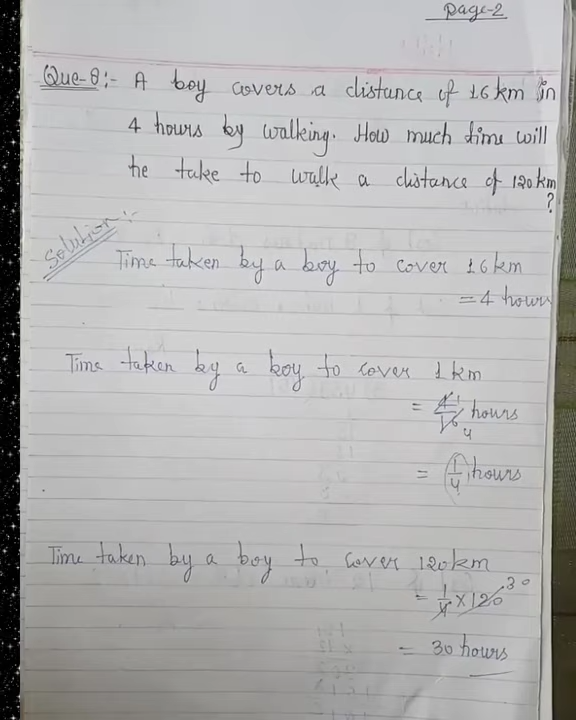 Page-2
Que-8:- A boy covers a distance of 16 km in
4 hours by walking. How much time will
he take to walk a distance of 120 km
?
Solution:-
Time taken by a boy to cover 16 km
= 4 hours
Time taken by a boy to cover 1 km
= 4/16 hours
1
4
= 1/4 hours
Time taken by a boy to cover 120 km
= 1/4 × 120 30
= 30 hours